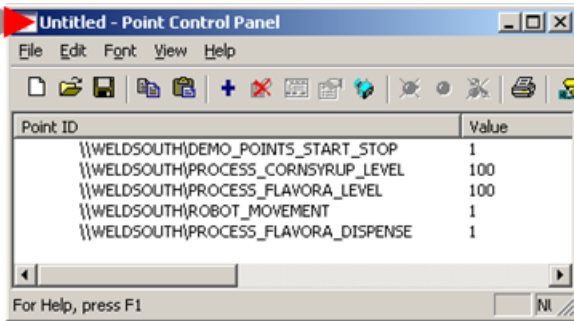 Untitled - Point Control Panel
File Edit Font View Help
Point ID Value
\\WELDSOUTH\DEMO_POINTS_START_STOP 1
\\WELDSOUTH\PROCESS_CORNSYRUP_LEVEL 100
\\WELDSOUTH\PROCESS_FLAVORA_LEVEL 100
\\WELDSOUTH\ROBOT_MOVEMENT 1
\\WELDSOUTH\PROCESS_FLAVORA_DISPENSE 1
For Help, press F1